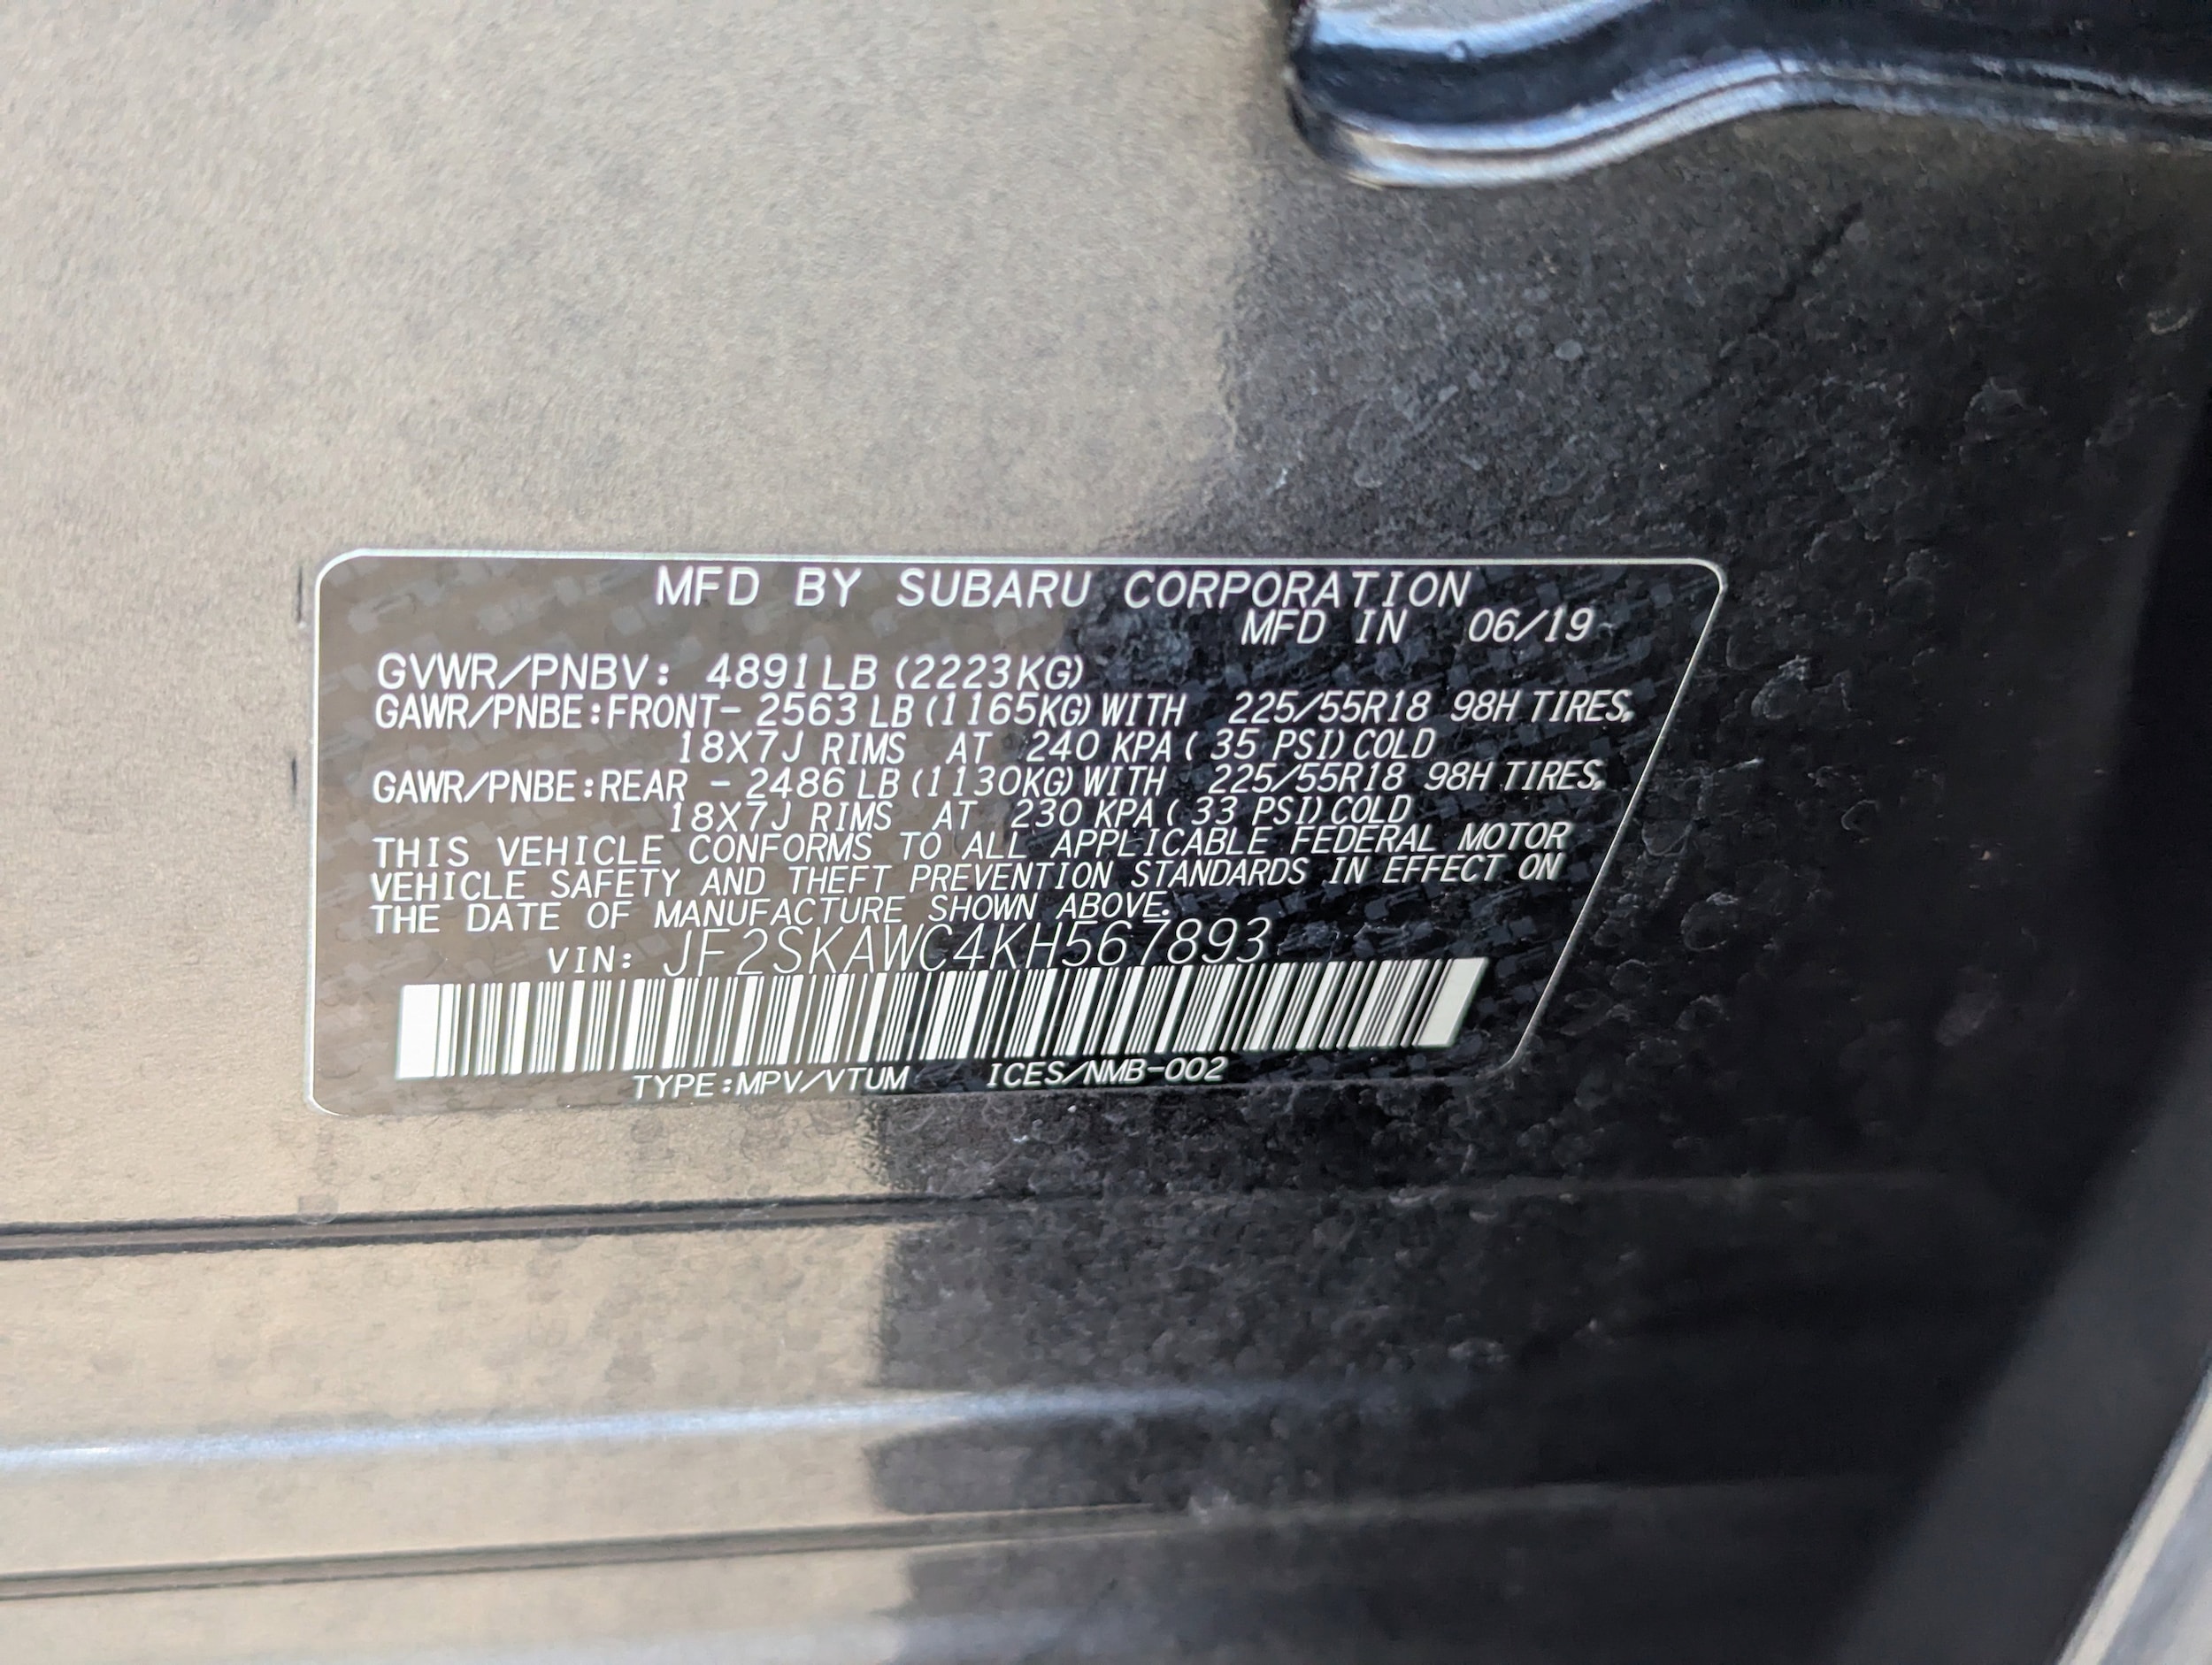 MFD BY SUBARU CORPORATION
MFD IN 06/19
GVWR/PNBV: 4891LB (2223KG)
GAWR/PNBE:FRONT- 2563 LB (1165KG) WITH 225/55R18 98H TIRES,
18X7J RIMS AT 240 KPA ( 35 PSI) COLD
GAWR/PNBE:REAR - 2486 LB (1130KG) WITH 225/55R18 98H TIRES,
18X7J RIMS AT 230 KPA ( 33 PSI) COLD
THIS VEHICLE CONFORMS TO ALL APPLICABLE FEDERAL MOTOR
VEHICLE SAFETY AND THEFT PREVENTION STANDARDS IN EFFECT ON
THE DATE OF MANUFACTURE SHOWN ABOVE.
VIN: JF2SKAWC4KH567893
TYPE:MPV/VTUM ICES/NMB-002